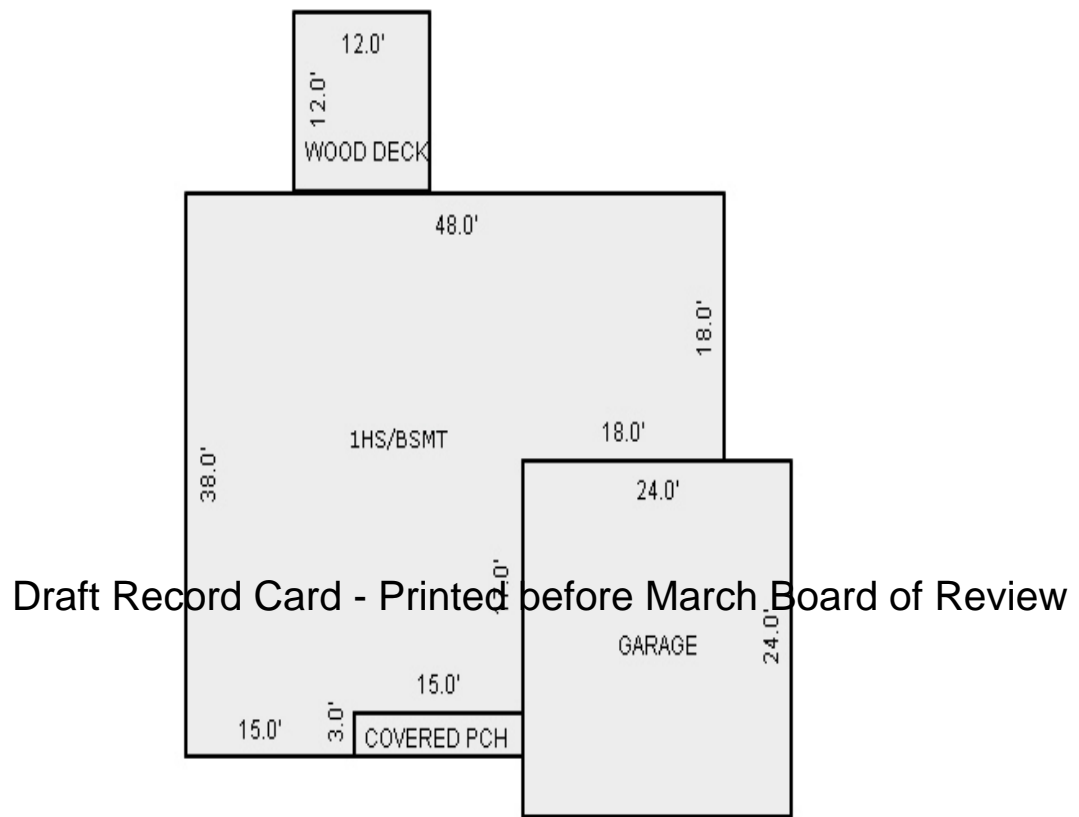 12.0'
12.0'
WOOD DECK
48.0'
18.0'
18.0'
1HS/BSMT
38.0'
24.0'
Draft Record Card - Printed before March Board of Review
24.0'
GARAGE
15.0'
15.0'
3.0'
COVERED PCH